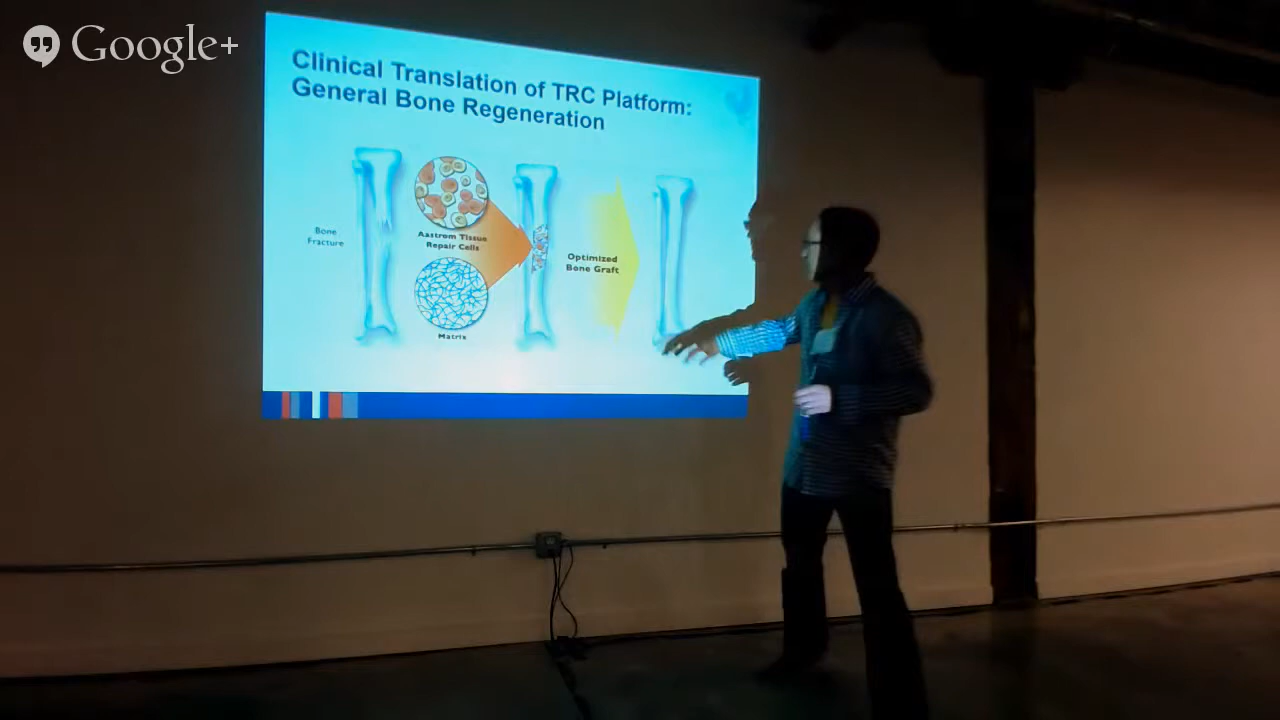 Google+
Clinical Translation of TRC Platform:
General Bone Regeneration
Bone
Fracture
Aastrom Tissue
Repair Cells
Matrix
Optimized
Bone Graft